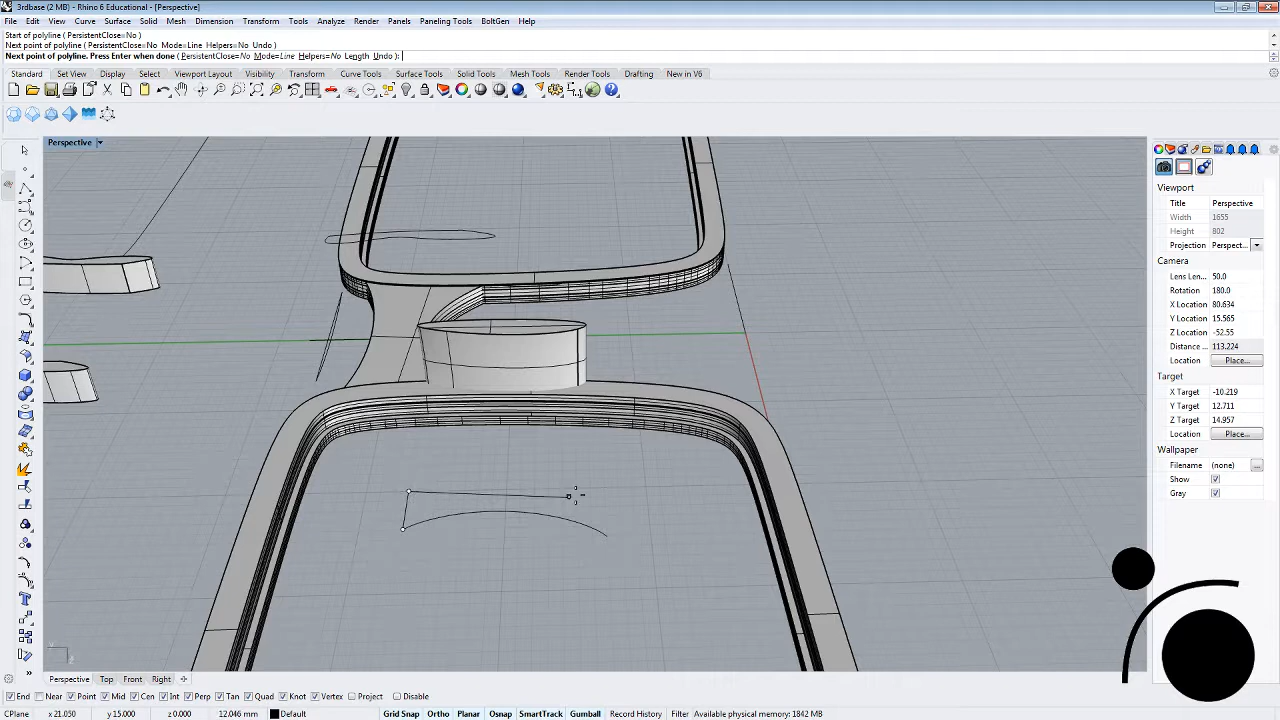 3rdbase (2 MB) - Rhino 6 Educational - [Perspective]
File Edit View Curve Surface Solid Mesh Dimension Transform Tools Analyze Render Panels Paneling Tools BoltGen Help
Start of polyline ( PersistentClose=No )
Next point of polyline ( PersistentClose=No Mode=Line Helpers=No Undo )
Next point of polyline. Press Enter when done ( PersistentClose=No Mode=Line Helpers=No Length Undo ):
Standard Set View Display Select Viewport Layout Visibility Transform Curve Tools Surface Tools Solid Tools Mesh Tools Render Tools Drafting New in V6
Perspective
Viewport
Title Perspective
Width 1655
Height 802
Projection Perspect...
Camera
Lens Len... 50.0
Rotation 180.0
X Location 80.634
Y Location 15.565
Z Location -52.55
Distance ... 113.224
Location Place...
Target
X Target -10.219
Y Target 12.711
Z Target 14.957
Location Place...
Wallpaper
Filename (none) ...
Show
Gray
Perspective Top Front Right
End Near Point Mid Cen Int Perp Tan Quad Knot Vertex Project Disable
CPlane x 21.050 y 15.000 z 0.000 12.046 mm Default Grid Snap Ortho Planar Osnap SmartTrack Gumball Record History Filter Available physical memory: 1842 MB